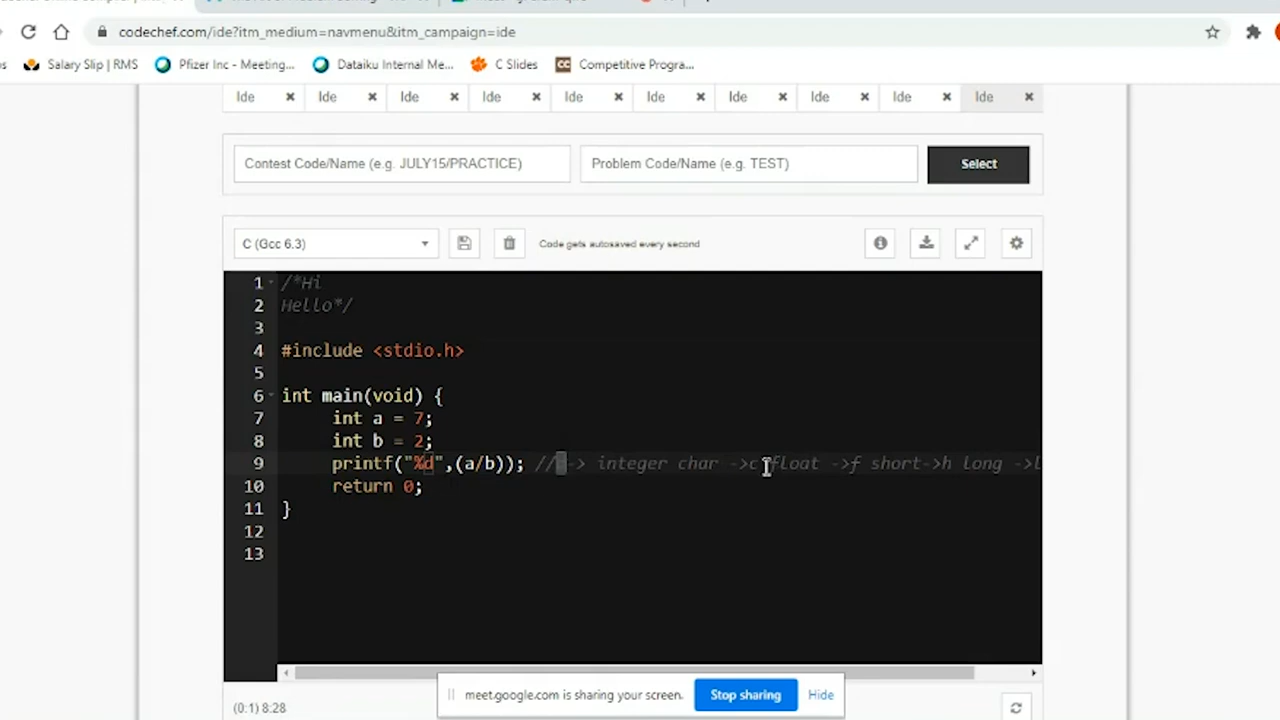 codechef.com/ide?itm_medium=navmenu&itm_campaign=ide
Salary Slip | RMS Pfizer Inc - Meeting... Dataiku Internal Me... C Slides CC Competitive Progra...
Ide Ide Ide Ide Ide Ide Ide Ide Ide Ide
Contest Code/Name (e.g. JULY15/PRACTICE) Problem Code/Name (e.g. TEST) Select
C (Gcc 6.3) Code gets autosaved every second
1 /*Hi
2 Hello*/
3
4 #include <stdio.h>
5
6 int main(void) {
7 int a = 7;
8 int b = 2;
9 printf("%d",(a/b)); // -> integer char ->c float ->f short->h long ->l
10 return 0;
11 }
12
13
meet.google.com is sharing your screen. Stop sharing Hide
(0:1) 8:28